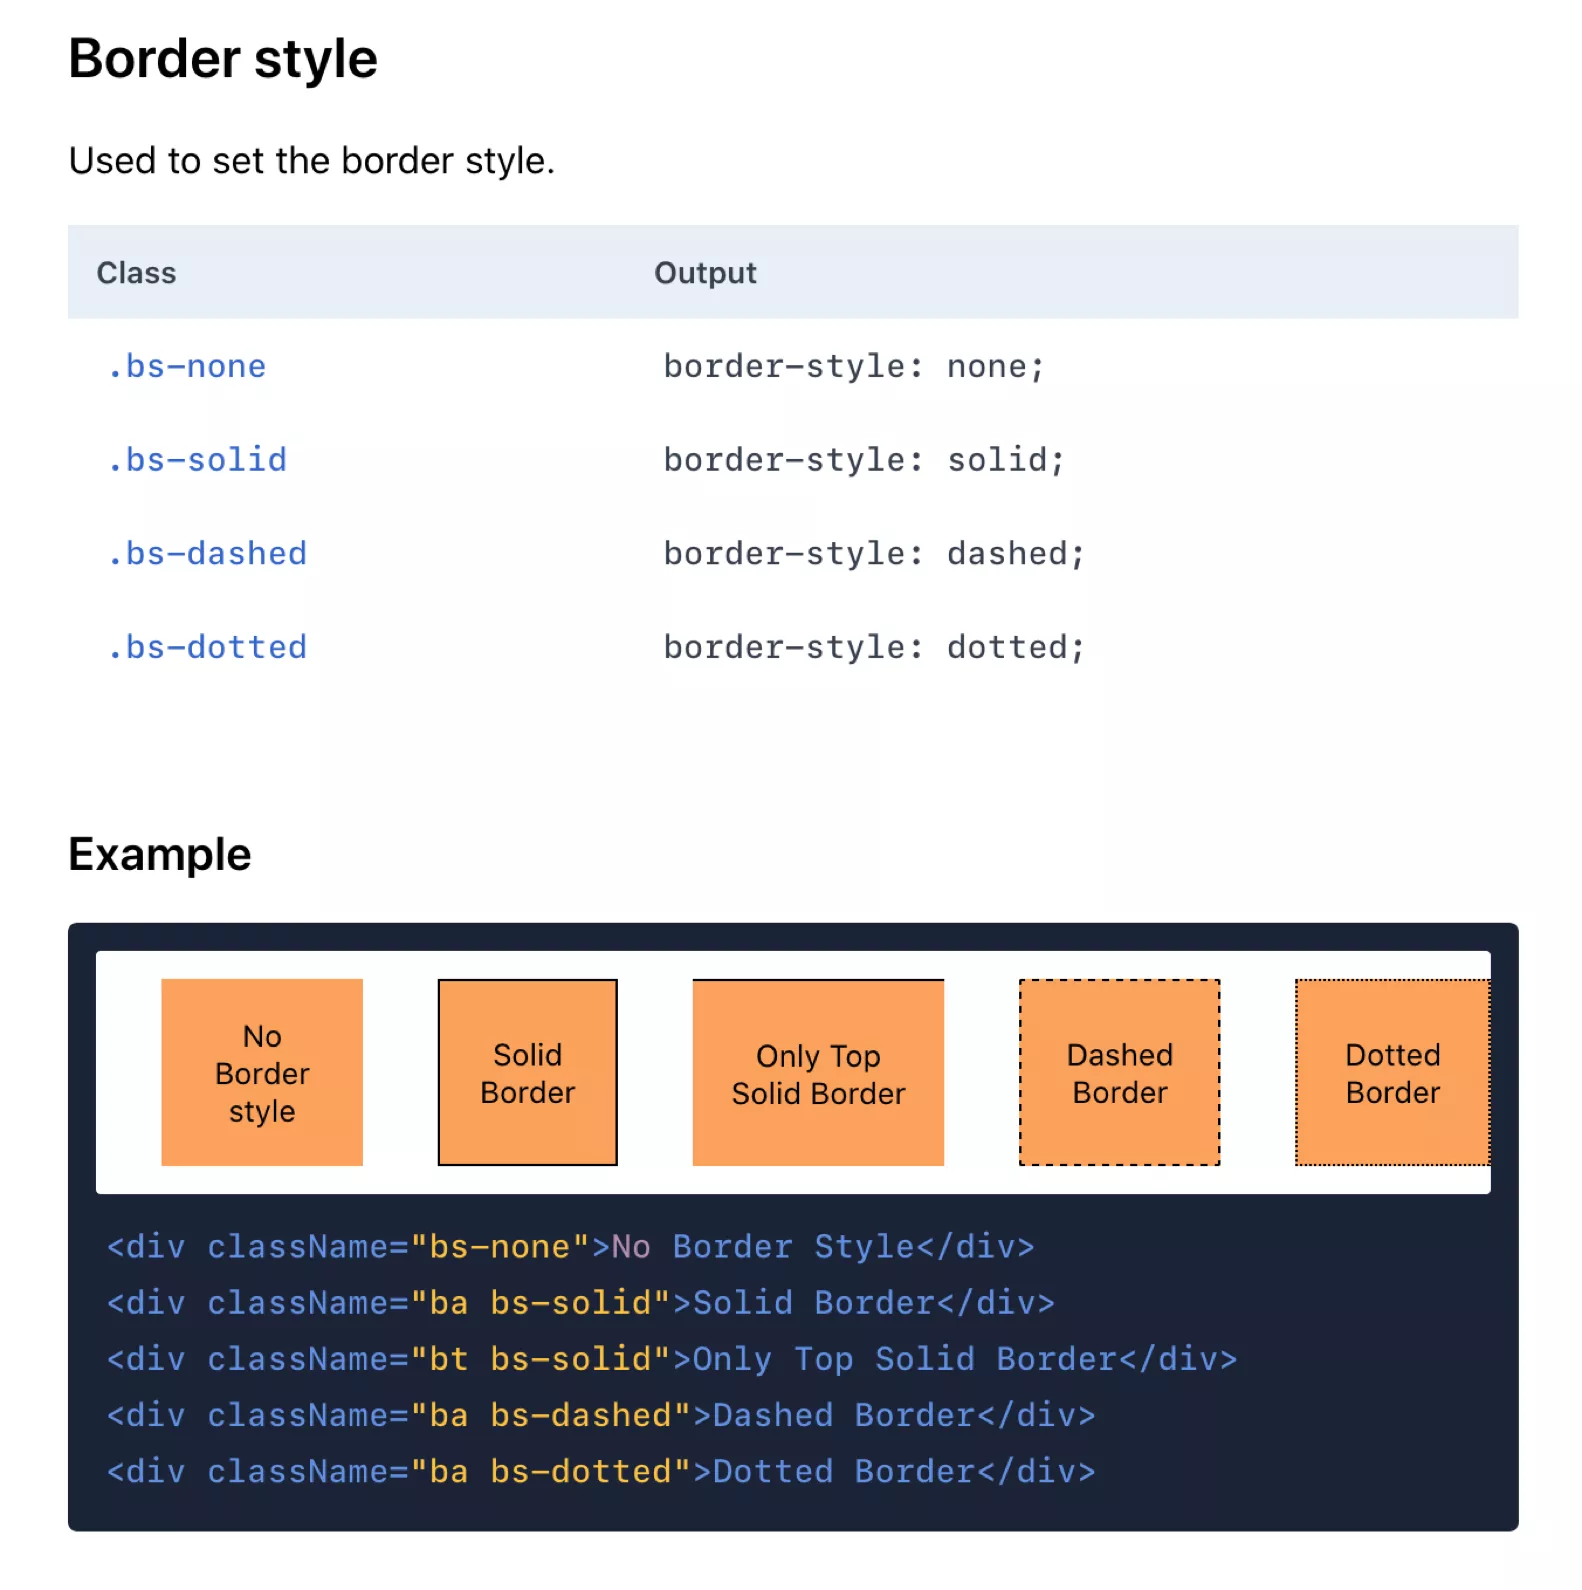 Border style
Used to set the border style.
Class Output
.bs-none border-style: none;
.bs-solid border-style: solid;
.bs-dashed border-style: dashed;
.bs-dotted border-style: dotted;
Example
No
Border
style
Solid
Border
Only Top
Solid Border
Dashed
Border
Dotted
Border
<div className="bs-none">No Border Style</div>
<div className="ba bs-solid">Solid Border</div>
<div className="bt bs-solid">Only Top Solid Border</div>
<div className="ba bs-dashed">Dashed Border</div>
<div className="ba bs-dotted">Dotted Border</div>